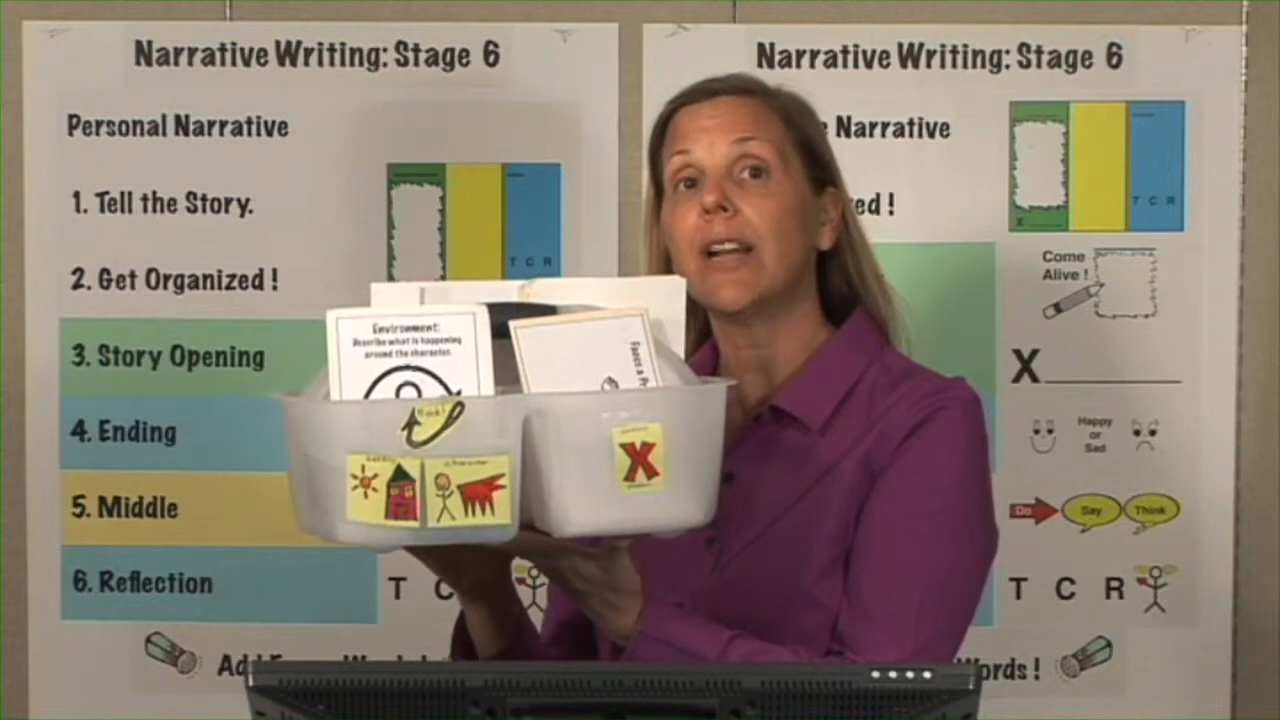 Narrative Writing: Stage 6
Personal Narrative
1. Tell the Story.
2. Get Organized !
3. Story Opening
4. Ending
5. Middle
6. Reflection
T C R
T C
Narrative Writing: Stage 6
Narrative
ed !
T C R
X
Come
Alive !
X
Happy
or
Sad
Do
Say
Think
T C R
Words !
Environment:
Describe what is happening
around the character.
X